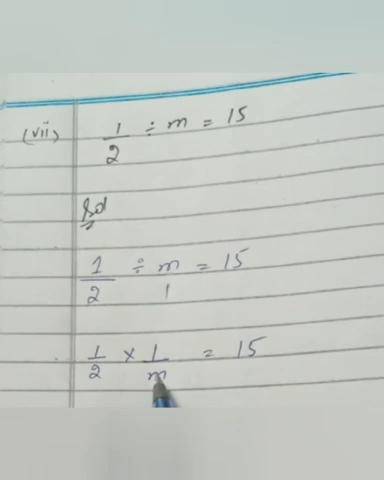 (vii) 1/2 ÷ m = 15
Sol
1/2 ÷ m/1 = 15
1/2 × 1/m = 15